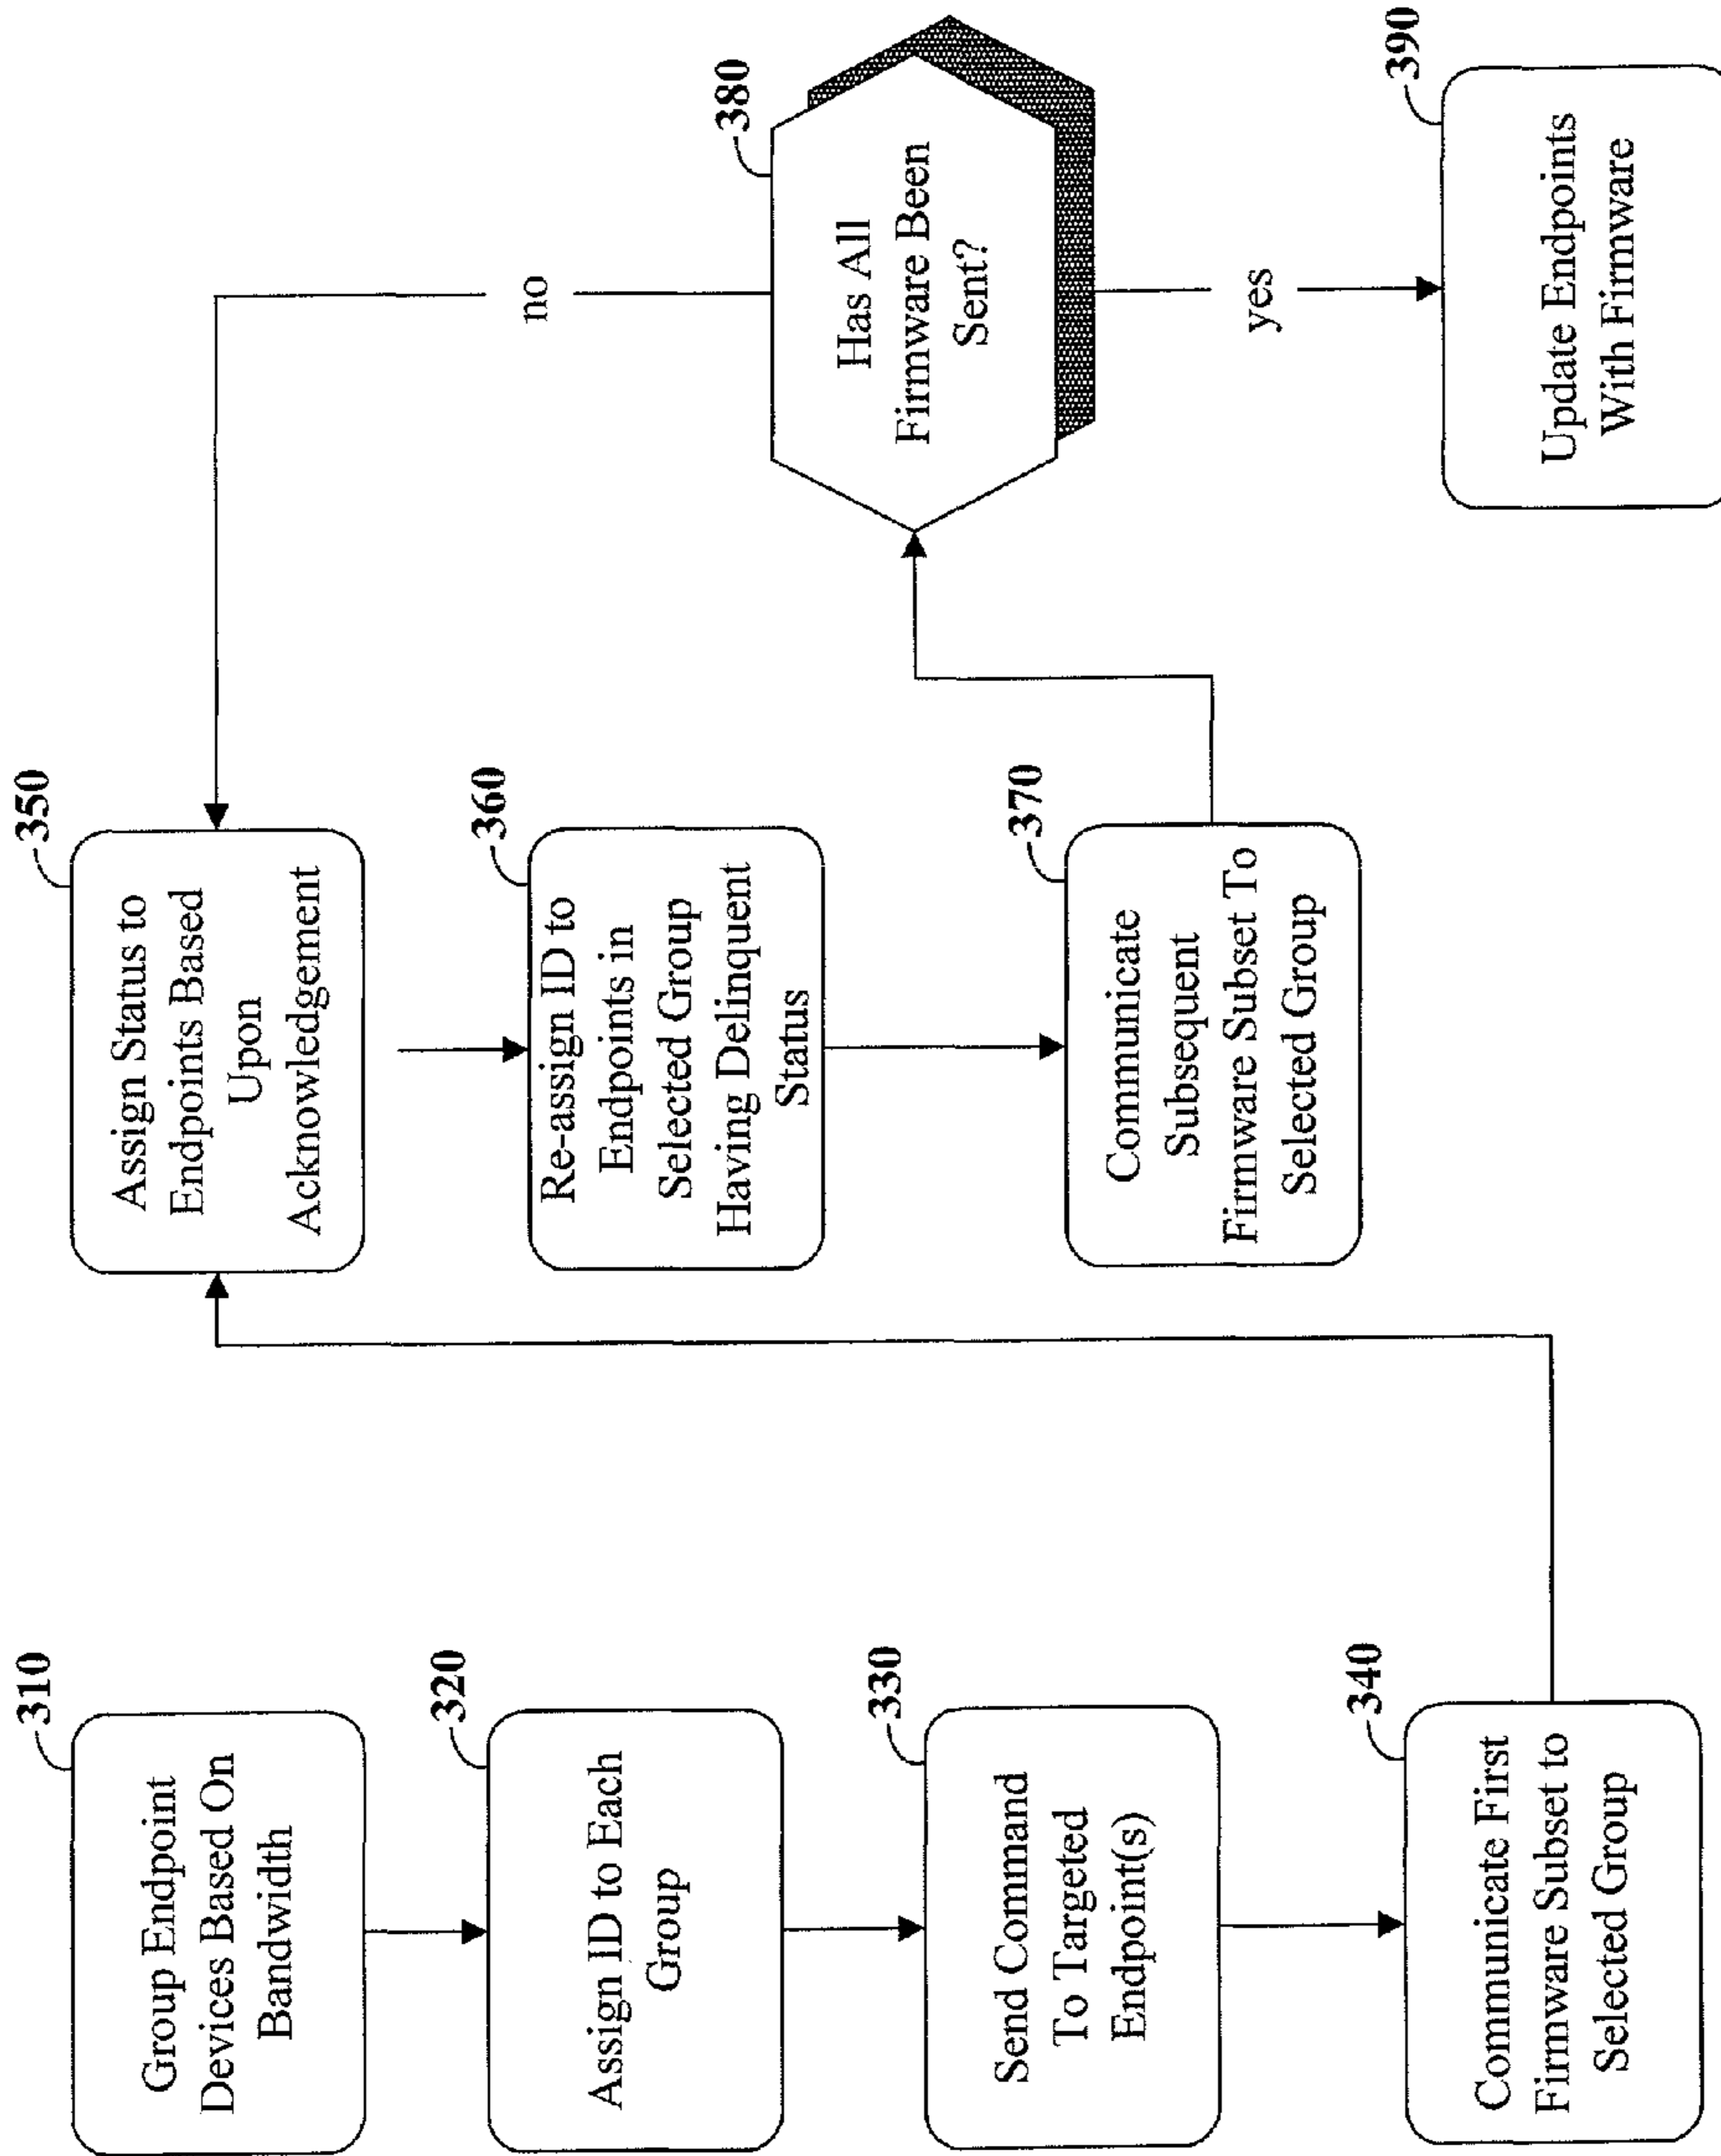 310
Group Endpoint
Devices Based On
Bandwidth
320
Assign ID to Each
Group
330
Send Command
To Targeted
Endpoint(s)
340
Communicate First
Firmware Subset to
Selected Group
350
Assign Status to
Endpoints Based
Upon
Acknowledgement
360
Re-assign ID to
Endpoints in
Selected Group
Having Delinquent
Status
370
Communicate
Subsequent
Firmware Subset To
Selected Group
380
Has All
Firmware Been
Sent?
no
yes
390
Update Endpoints
With Firmware